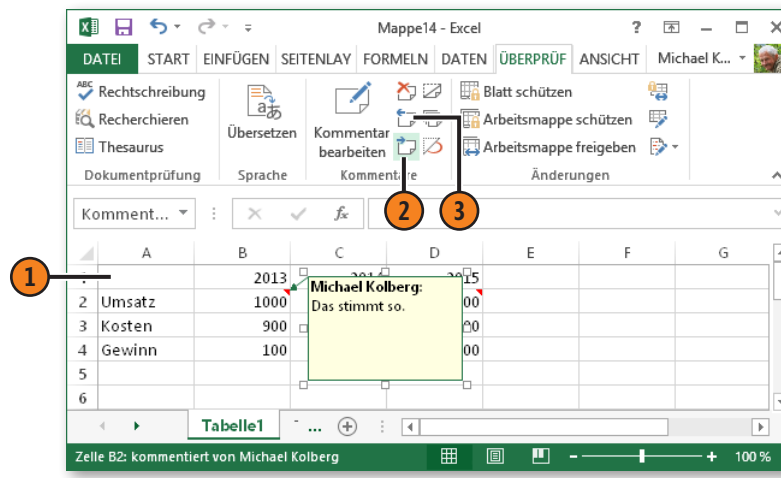 Mappe14 - Excel
?
DATEI START EINFÜGEN SEITENLAY FORMELN DATEN ÜBERPRÜF ANSICHT Michael K...
ABC Rechtschreibung
Recherchieren
Thesaurus
Dokumentprüfung
aあ
Übersetzen
Sprache
Kommentar
bearbeiten
Kommentare
Blatt schützen
Arbeitsmappe schützen
Arbeitsmappe freigeben
Änderungen
2 3
Komment... fx
A B C D E F G
1
2013
2 Umsatz 1000
3 Kosten 900
4 Gewinn 100
5
6
Michael Kolberg:
Das stimmt so.
Tabelle1 ...
Zelle B2: kommentiert von Michael Kolberg 100 %